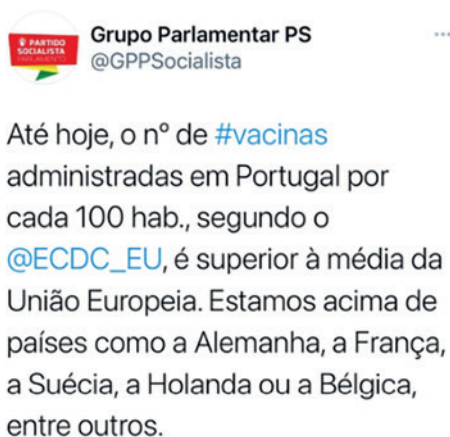 PARTIDO
SOCIALISTA
PARLAMENTO
Grupo Parlamentar PS
@GPPSocialista
Até hoje, o nº de #vacinas
administradas em Portugal por
cada 100 hab., segundo o
@ECDC_EU, é superior à média da
União Europeia. Estamos acima de
países como a Alemanha, a França,
a Suécia, a Holanda ou a Bélgica,
entre outros.